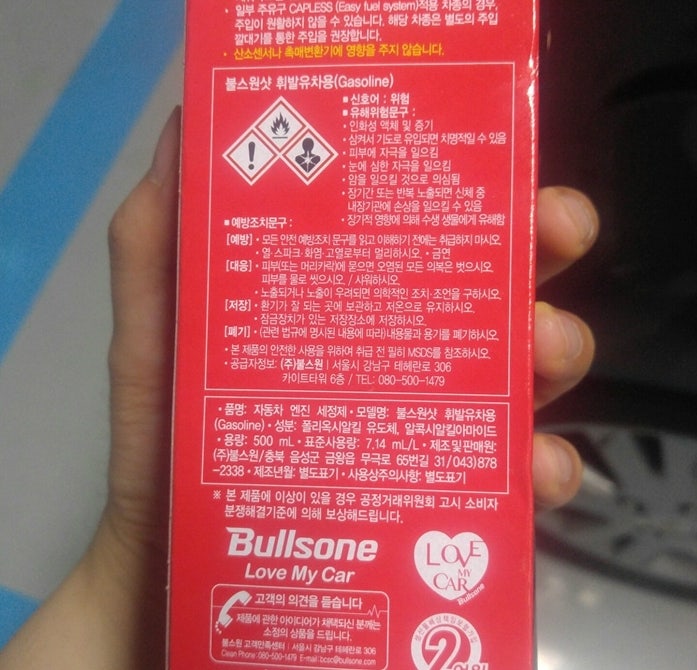 • 일부 주유구 CAPLESS (Easy fuel system)적용 차종의 경우,
주입이 원활하지 않을 수 있습니다. 해당 차종은 별도의 주입
깔대기를 통한 주입을 권장합니다.
• 산소센서나 촉매변환기에 영향을 주지 않습니다.
불스원샷 휘발유차용(Gasoline)
■ 신호어 : 위험
■ 유해위험문구 :
• 인화성 액체 및 증기
• 삼켜서 기도로 유입되면 치명적일 수 있음
• 피부에 자극을 일으킴
• 눈에 심한 자극을 일으킴
• 암을 일으킬 것으로 의심됨
• 장기간 또는 반복 노출되면 신체 중
내장기관에 손상을 일으킬 수 있음
• 장기적 영향에 의해 수생 생물에게 유해함
■ 예방조치문구 :
[예방] • 모든 안전 예방조치 문구를 읽고 이해하기 전에는 취급하지 마시오.
• 열·스파크·화염·고열로부터 멀리하시오. • 금연
[대응] • 피부(또는 머리카락)에 묻으면 오염된 모든 의복은 벗으시오.
피부를 물로 씻으시오. / 샤워하시오.
• 노출되거나 노출이 우려되면 의학적인 조치·조언을 구하시오.
[저장] • 환기가 잘 되는 곳에 보관하고 저온으로 유지하시오.
• 잠금장치가 있는 저장장소에 저장하시오.
[폐기] • (관련 법규에 명시된 내용에 따라)내용물과 용기를 폐기하시오.
• 본 제품의 안전한 사용을 위하여 취급 전 필히 MSDS를 참조하시오.
• 공급자정보: (주)불스원 | 서울시 강남구 테헤란로 306
카이트타워 6층 / TEL: 080-500-1479
• 품명: 자동차 엔진 세정제 • 모델명: 불스원샷 휘발유차용
(Gasoline) • 성분: 폴리옥시알킬 유도체, 알콕시알킬아마이드
• 용량: 500 mL • 표준사용량: 7.14 mL/L • 제조및판매원:
(주)불스원/충북 음성군 금왕읍 무극로 65번길 31/043)878
-2338 • 제조년월: 별도표기 • 사용상주의사항: 별도표기
※ 본 제품에 이상이 있을 경우 공정거래위원회 고시 소비자
분쟁해결기준에 의해 보상해드립니다.
Bullsone
Love My Car
LOVE
MY
CAR
Bullsone
고객의 의견을 듣습니다
제품에 관한 아이디어가 채택되신 분께는
소정의 상품을 드립니다.
불스원 고객만족센터 | 서울시 강남구 테헤란로 306
Clean Phone : 080-500-1479 E-mail : bcsc@bullsone.com
2